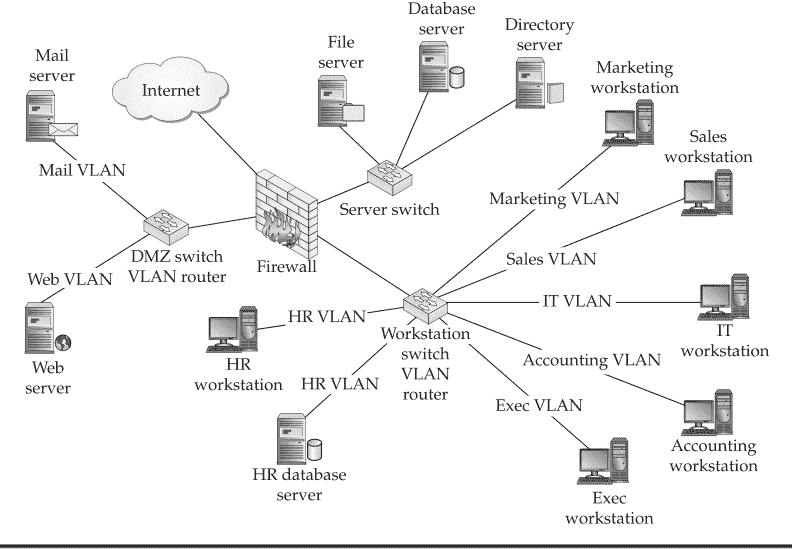 Mail
server
Internet
File
server
Database
server
Directory
server
Marketing
workstation
Sales
workstation
Mail VLAN
Marketing VLAN
Server switch
DMZ switch
VLAN router
Firewall
Sales VLAN
Web VLAN
IT VLAN
HR VLAN
IT
workstation
Web
server
HR
workstation
Workstation
switch
VLAN
router
HR VLAN
Accounting VLAN
Exec VLAN
Accounting
workstation
HR database
server
Exec
workstation